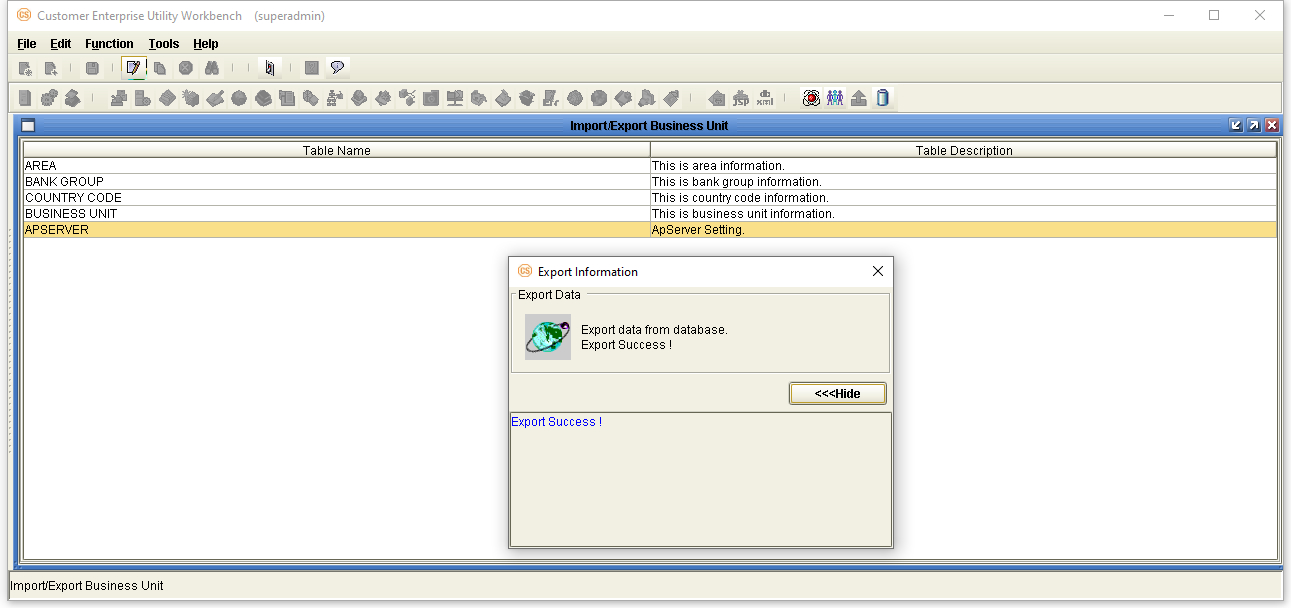 CS Customer Enterprise Utility Workbench (superadmin)
File Edit Function Tools Help
JSP db xml
Import/Export Business Unit
Table Name Table Description
AREA This is area information.
BANK GROUP This is bank group information.
COUNTRY CODE This is country code information.
BUSINESS UNIT This is business unit information.
APSERVER ApServer Setting.
CS Export Information
Export Data
Export data from database.
Export Success !
<<<Hide
Export Success !
Import/Export Business Unit